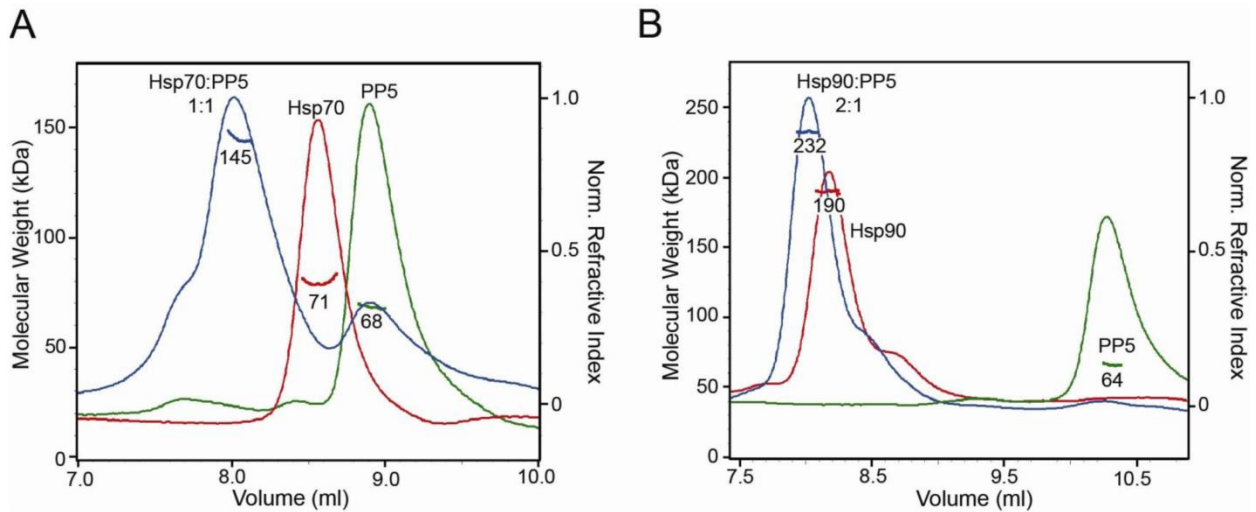 A
Molecular Weight (kDa)
150
100
50
0
Hsp70:PP5
1:1
Hsp70
PP5
145
71
68
1.0
0.5
0
Norm. Refractive Index
7.0
8.0
9.0
10.0
Volume (ml)
B
Molecular Weight (kDa)
250
200
150
100
50
0
Hsp90:PP5
2:1
232
190
Hsp90
PP5
64
1.0
0.5
0
Norm. Refractive Index
7.5
8.5
9.5
10.5
Volume (ml)